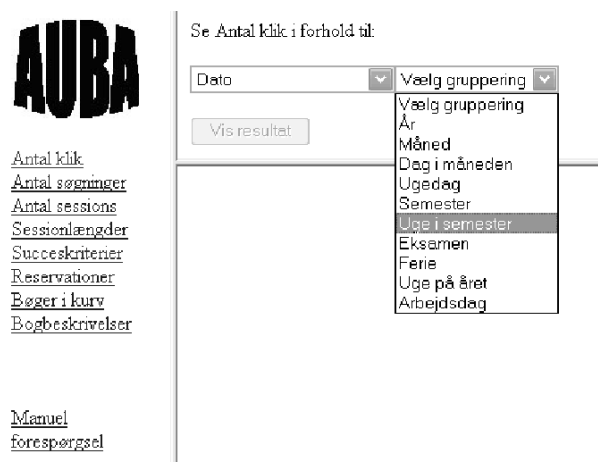 AUBA
Antal klik
Antal søgninger
Antal sessions
Sessionlængder
Succeskriterier
Reservationer
Bøger i kurv
Bogbeskrivelser
Manuel
forespørgsel
Se Antal klik i forhold til:
Dato
Vælg gruppering
Vælg gruppering
År
Måned
Dag i måneden
Ugedag
Semester
Uge i semester
Eksamen
Ferie
Uge på året
Arbejdsdag
Vis resultat